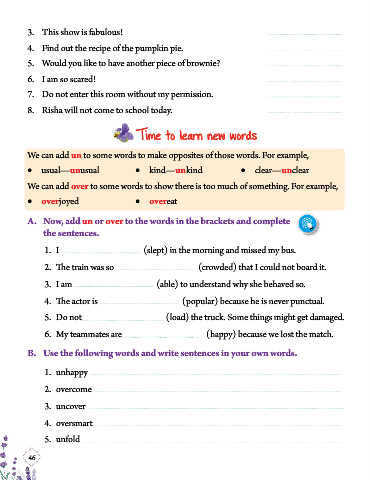 3. This show is fabulous!
4. Find out the recipe of the pumpkin pie.
5. Would you like to have another piece of brownie?
6. I am so scared!
7. Do not enter this room without my permission.
8. Risha will not come to school today.
Time to learn new words
We can add un to some words to make opposites of those words. For example,
• usual—unusual • kind—unkind • clear—unclear
We can add over to some words to show there is too much of something. For example,
• overjoyed • overeat
A. Now, add un or over to the words in the brackets and complete
the sentences.
1. I (slept) in the morning and missed my bus.
2. The train was so (crowded) that I could not board it.
3. I am (able) to understand why she behaved so.
4. The actor is (popular) because he is never punctual.
5. Do not (load) the truck. Some things might get damaged.
6. My teammates are (happy) because we lost the match.
B. Use the following words and write sentences in your own words.
1. unhappy
2. overcome
3. uncover
4. oversmart
5. unfold
46